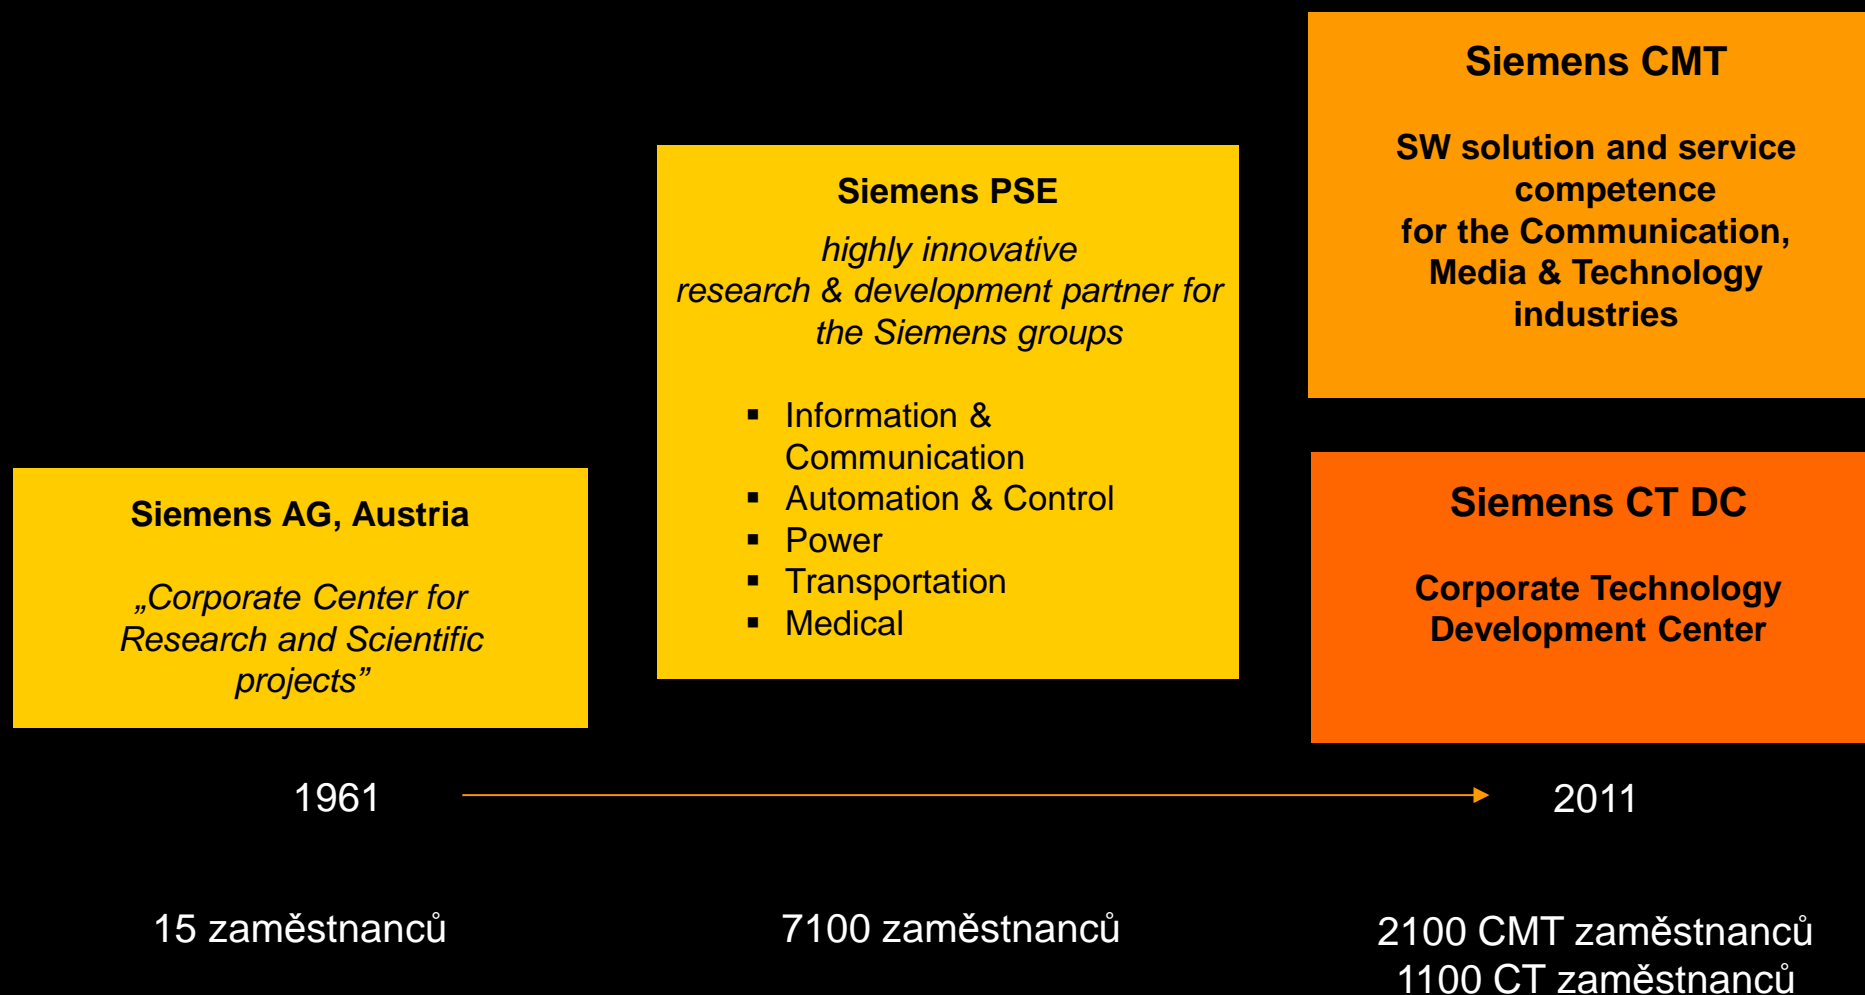 Siemens AG, Austria
„Corporate Center for
Research and Scientific
projects”
Siemens PSE
highly innovative
research & development partner for
the Siemens groups
▪ Information &
Communication
▪ Automation & Control
▪ Power
▪ Transportation
▪ Medical
Siemens CMT
SW solution and service
competence
for the Communication,
Media & Technology
industries
Siemens CT DC
Corporate Technology
Development Center
1961
2011
15 zaměstnanců
7100 zaměstnanců
2100 CMT zaměstnanců
1100 CT zaměstnanců